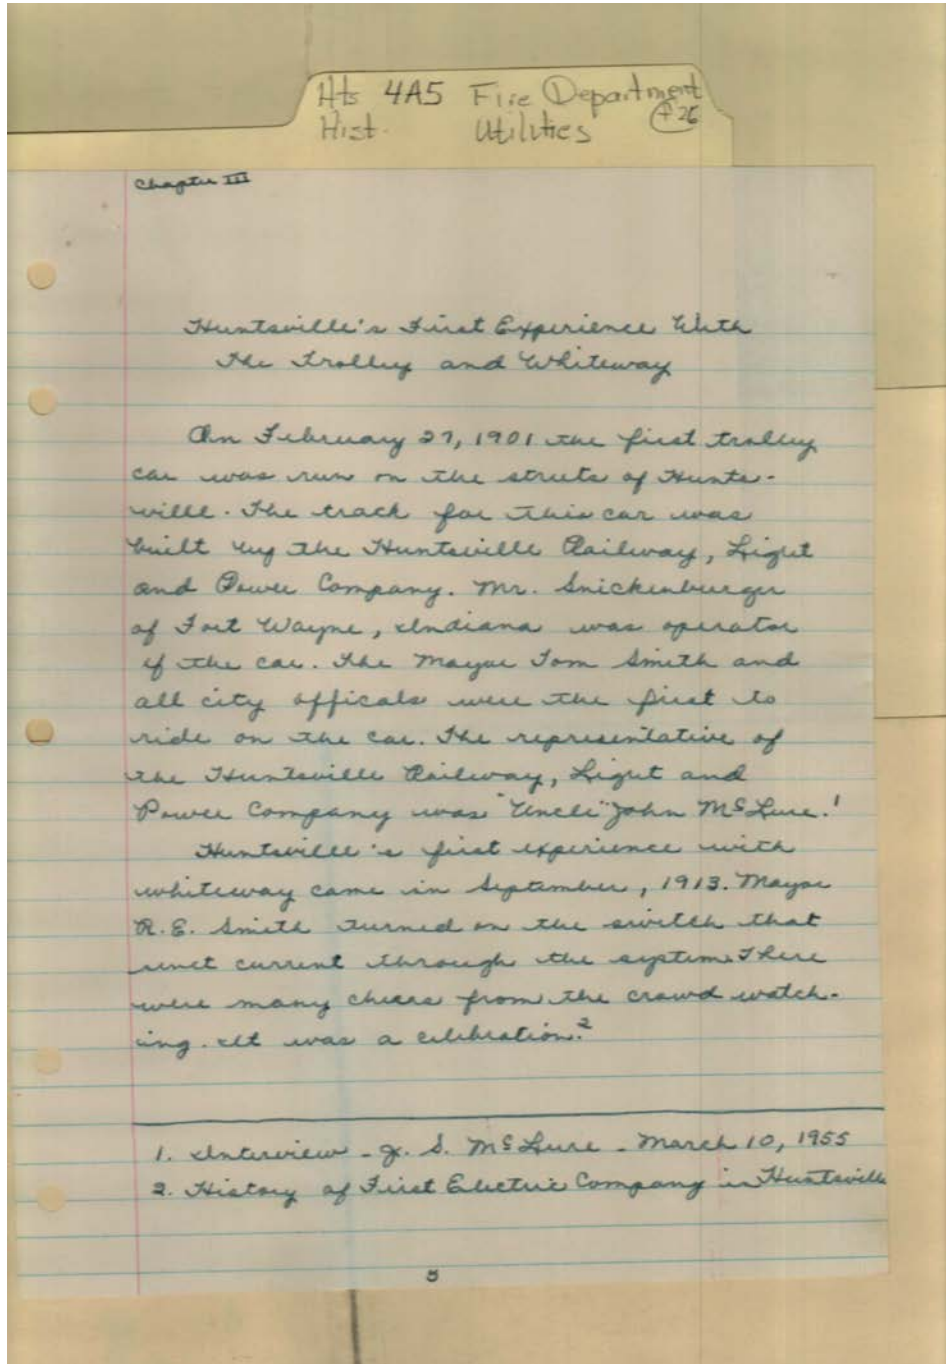 Hts 4A5 Fire Department
Hist. Utilities F26
Chapter III
Huntsville's First Experience With
the Trolley and Whiteway
On February 27, 1901 the first trolley
car was run on the streets of Hunts-
ville. The track for this car was
built by the Huntsville Railway, Light
and Power Company. Mr. Snickenburger
of Fort Wayne, Indiana was operator
of the car. The Mayor Tom Smith and
all city officals were the first to
ride on the car. The representative of
the Huntsville Railway, Light and
Power Company was "Uncle" John McLure.1
Huntsville's first experience with
whiteway came in September, 1913. Mayor
R.E. Smith turned on the switch that
sent current through the system. There
were many cheers from the crowd watch-
ing. It was a celebration.2
1. Interview - J. S. McLure - March 10, 1955
2. History of First Electric Company in Huntsville
5